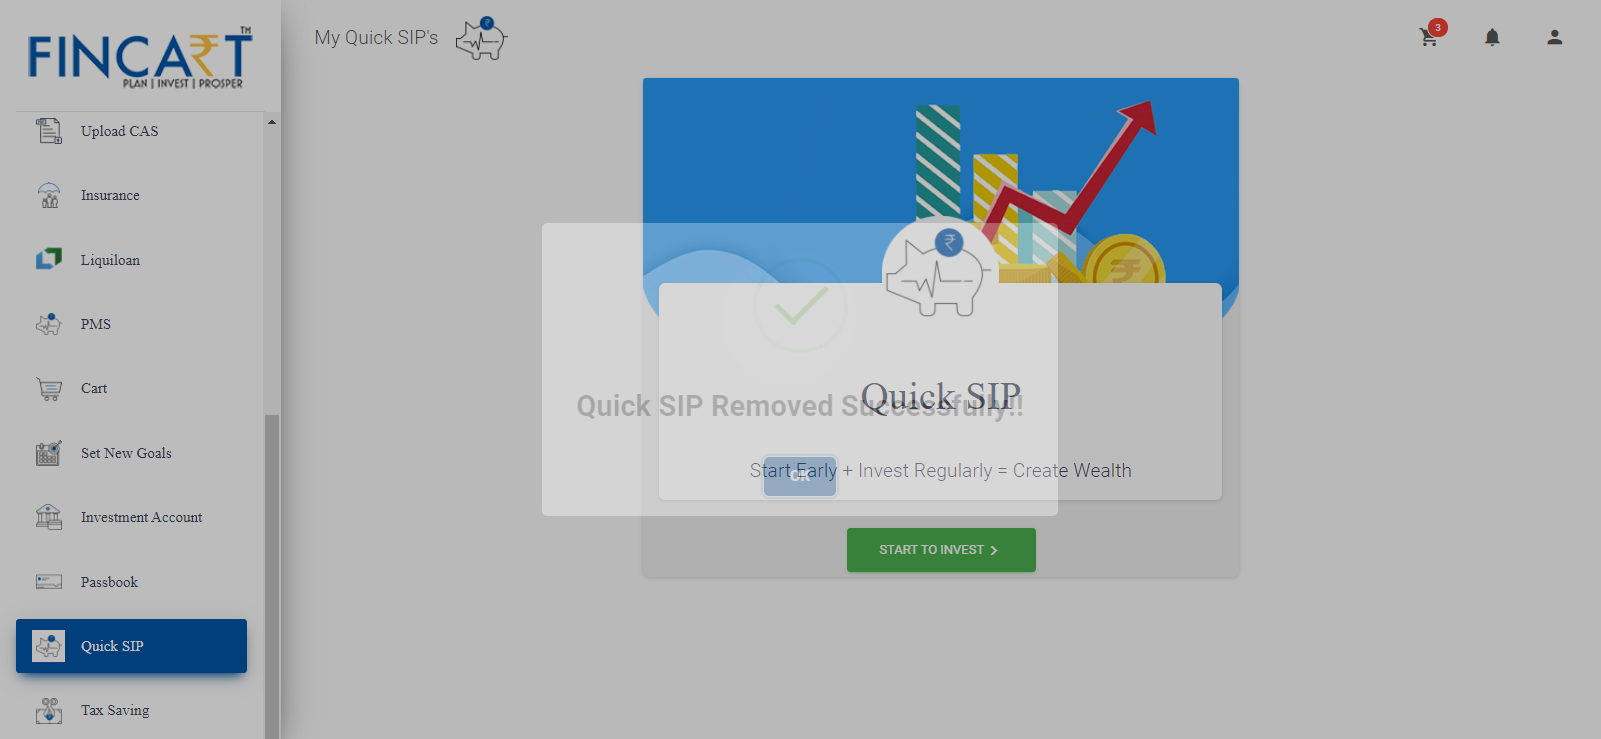 FINCART™
PLAN | INVEST | PROSPER
Upload CAS
Insurance
Liquiloan
PMS
Cart
Set New Goals
Investment Account
Passbook
Quick SIP
Tax Saving
My Quick SIP's
3
Quick SIP
Quick SIP Removed Successfully!!
Start Early + Invest Regularly = Create Wealth
OK
START TO INVEST >